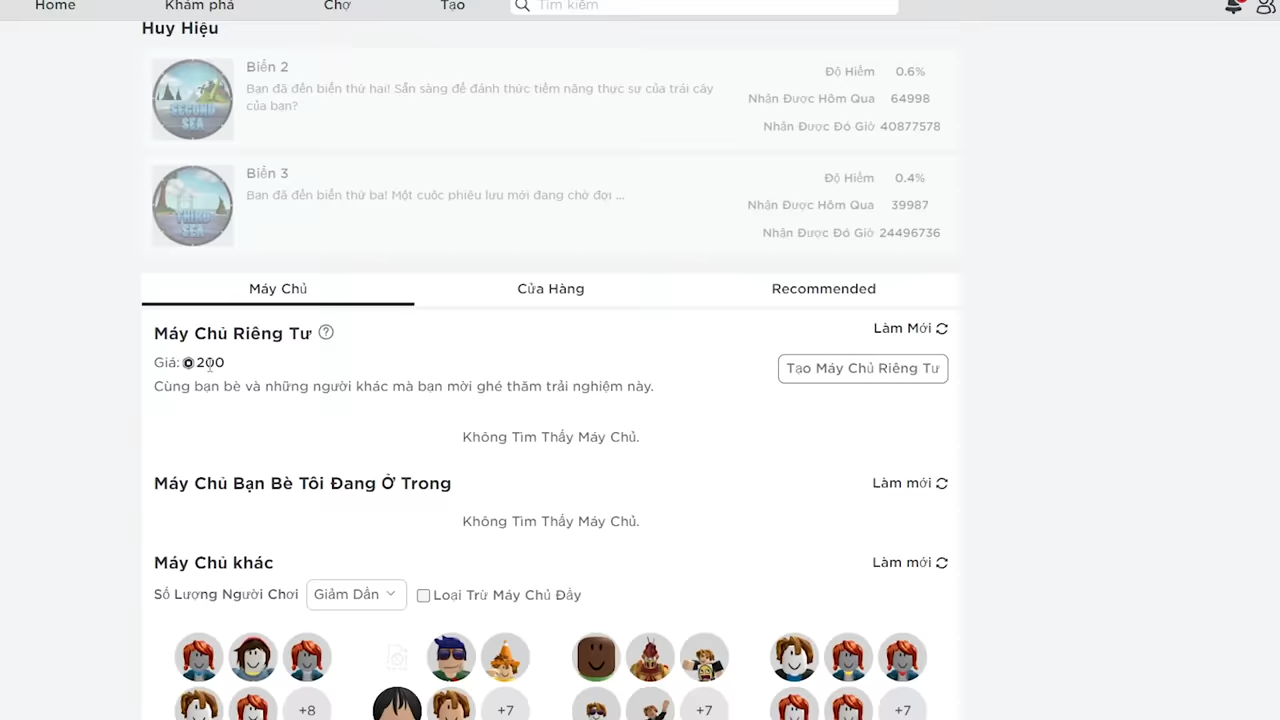 Home Khám phá Chợ Tạo Tìm kiếm
Huy Hiệu
Biển 2
Bạn đã đến biển thứ hai! Sẵn sàng để đánh thức tiềm năng thực sự của trái cây
của bạn?
Độ Hiếm 0.6%
Nhận Được Hôm Qua 64998
Nhận Được Đó Giờ 40877578
SECOND
SEA
Biển 3
Bạn đã đến biển thứ ba! Một cuộc phiêu lưu mới đang chờ đợi ...
Độ Hiếm 0.4%
Nhận Được Hôm Qua 39987
Nhận Được Đó Giờ 24496736
THIRD
SEA
Máy Chủ Cửa Hàng Recommended
Máy Chủ Riêng Tư
Làm Mới
Giá: 200
Tạo Máy Chủ Riêng Tư
Cùng bạn bè và những người khác mà bạn mời ghé thăm trải nghiệm này.
Không Tìm Thấy Máy Chủ.
Máy Chủ Bạn Bè Tôi Đang Ở Trong Làm mới
Không Tìm Thấy Máy Chủ.
Máy Chủ khác Làm mới
Số Lượng Người Chơi Giảm Dần Loại Trừ Máy Chủ Đầy
+8 +7 +7 +7